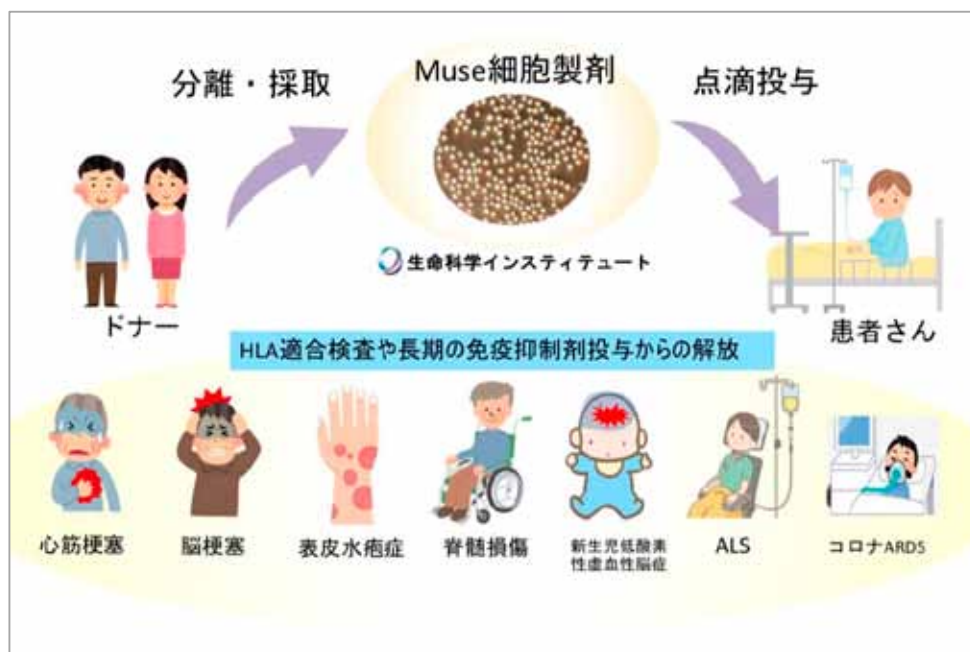 分離・採取
Muse細胞製剤
点滴投与
生命科学インスティテュート
ドナー
患者さん
HLA適合検査や長期の免疫抑制剤投与からの解放
心筋梗塞
脳梗塞
表皮水疱症
脊髄損傷
新生児低酸素
性虚血性脳症
ALS
コロナARDS